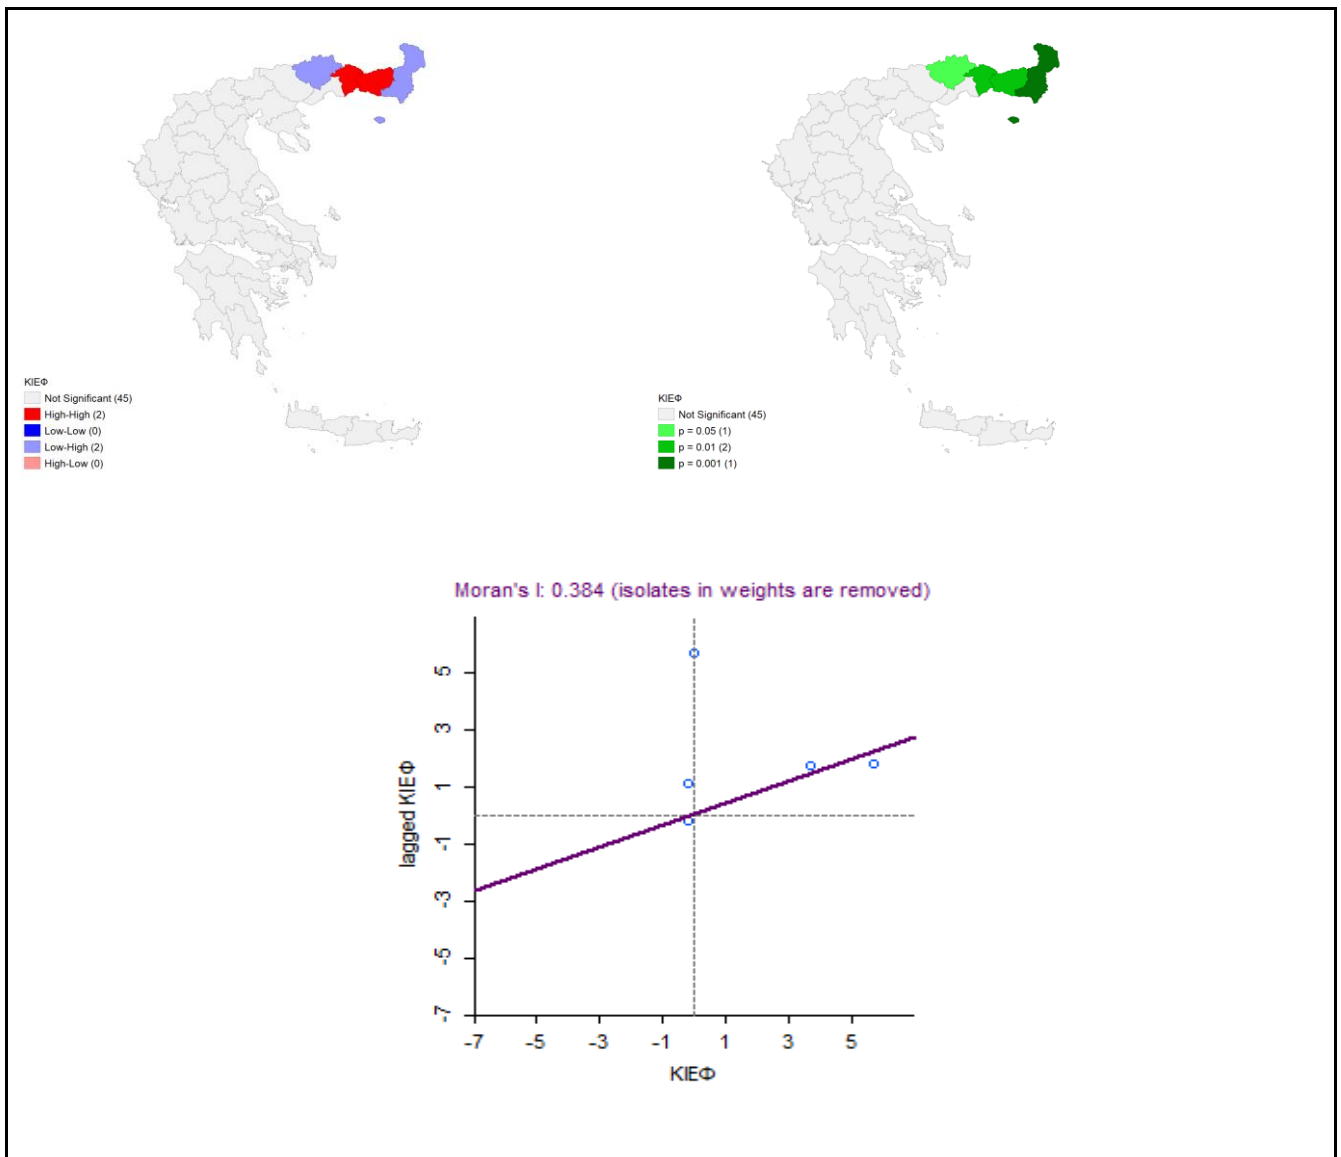 ΚΙΕΦ
Not Significant (45)
High-High (2)
Low-Low (0)
Low-High (2)
High-Low (0)
ΚΙΕΦ
Not Significant (45)
p = 0.05 (1)
p = 0.01 (2)
p = 0.001 (1)
Moran's I: 0.384 (isolates in weights are removed)
5
3
1
-1
-3
-5
-7
lagged ΚΙΕΦ
-7 -5 -3 -1 1 3 5
ΚΙΕΦ